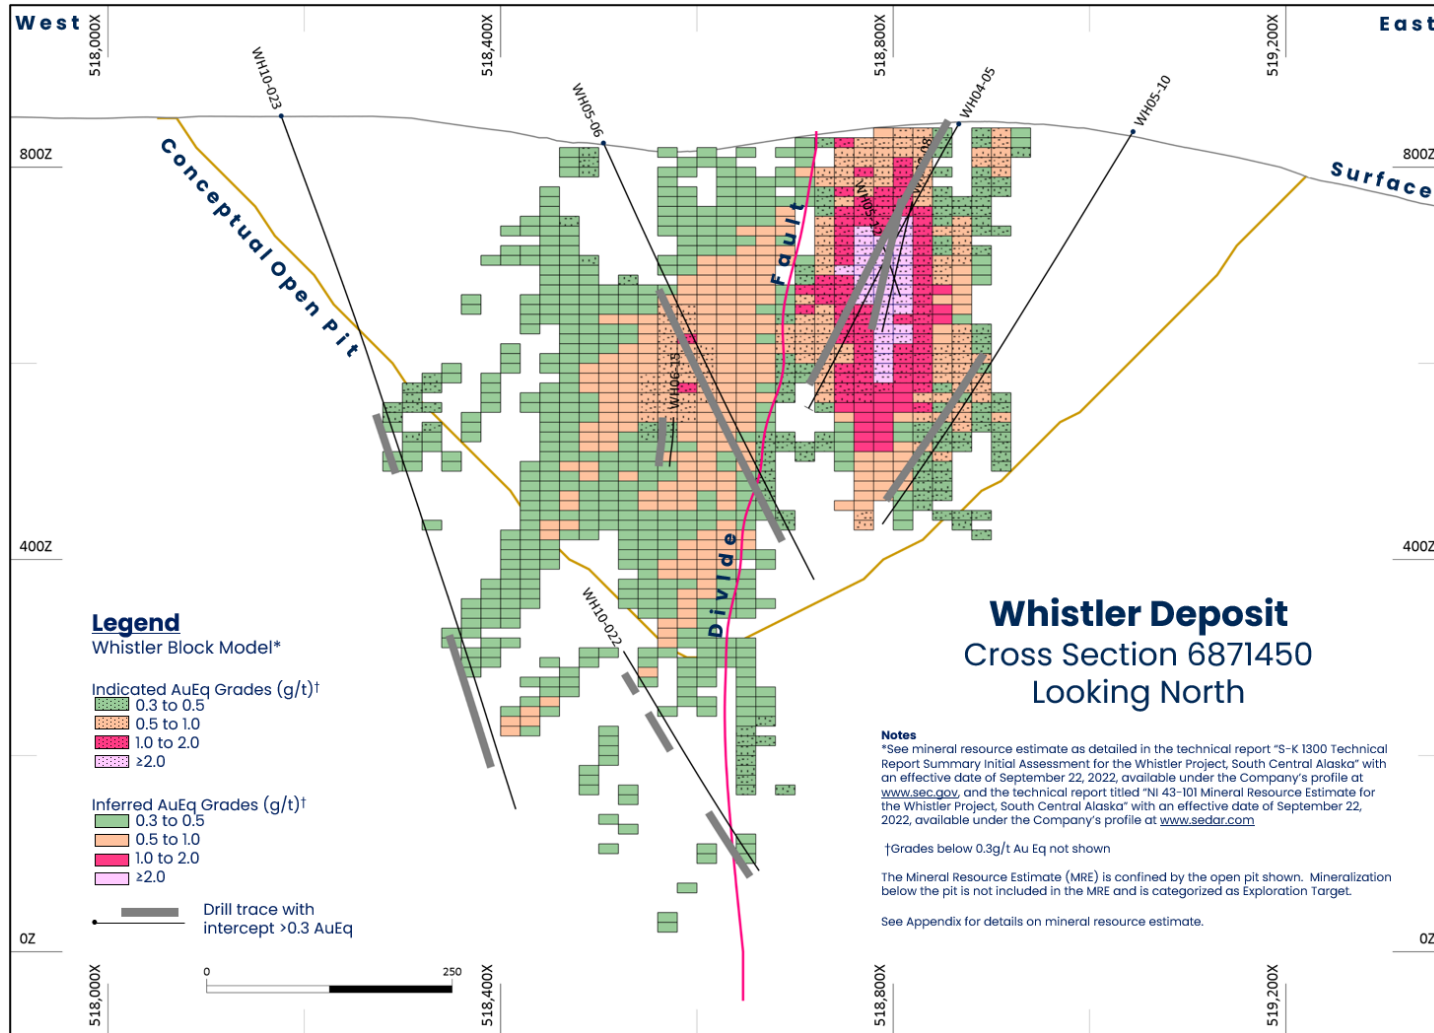 West
East
518,000X
518,400X
518,800X
519,200X
WH10-023
WH05-06
WH04-05
WH05-10
800Z
800Z
Conceptual Open Pit
Surface
Fault
WH05-12
WH06-15
400Z
400Z
Divide
WH10-022
Legend
Whistler Block Model*
Indicated AuEq Grades (g/t)†
0.3 to 0.5
0.5 to 1.0
1.0 to 2.0
≥2.0
Inferred AuEq Grades (g/t)†
0.3 to 0.5
0.5 to 1.0
1.0 to 2.0
≥2.0
Drill trace with
intercept >0.3 AuEq
Whistler Deposit
Cross Section 6871450
Looking North
Notes
*See mineral resource estimate as detailed in the technical report “S-K 1300 Technical
Report Summary Initial Assessment for the Whistler Project, South Central Alaska” with
an effective date of September 22, 2022, available under the Company’s profile at
www.sec.gov, and the technical report titled “NI 43-101 Mineral Resource Estimate for
the Whistler Project, South Central Alaska” with an effective date of September 22,
2022, available under the Company’s profile at www.sedar.com
†Grades below 0.3g/t Au Eq not shown
The Mineral Resource Estimate (MRE) is confined by the open pit shown. Mineralization
below the pit is not included in the MRE and is categorized as Exploration Target.
See Appendix for details on mineral resource estimate.
0Z
0Z
0
250
518,000X
518,400X
518,800X
519,200X